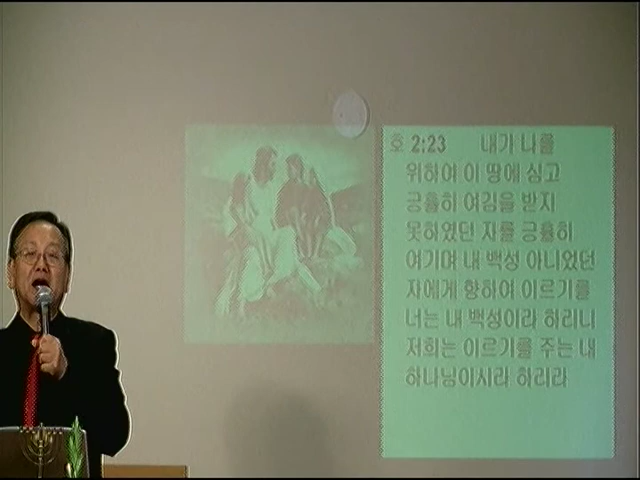 호 2:23 내가 나를
위하여 이 땅에 심고
긍휼히 여김을 받지
못하였던 자를 긍휼히
여기며 내 백성 아니었던
자에게 향하여 이르기를
너는 내 백성이라 하리니
저희는 이르기를 주는 내
하나님이시라 하리라